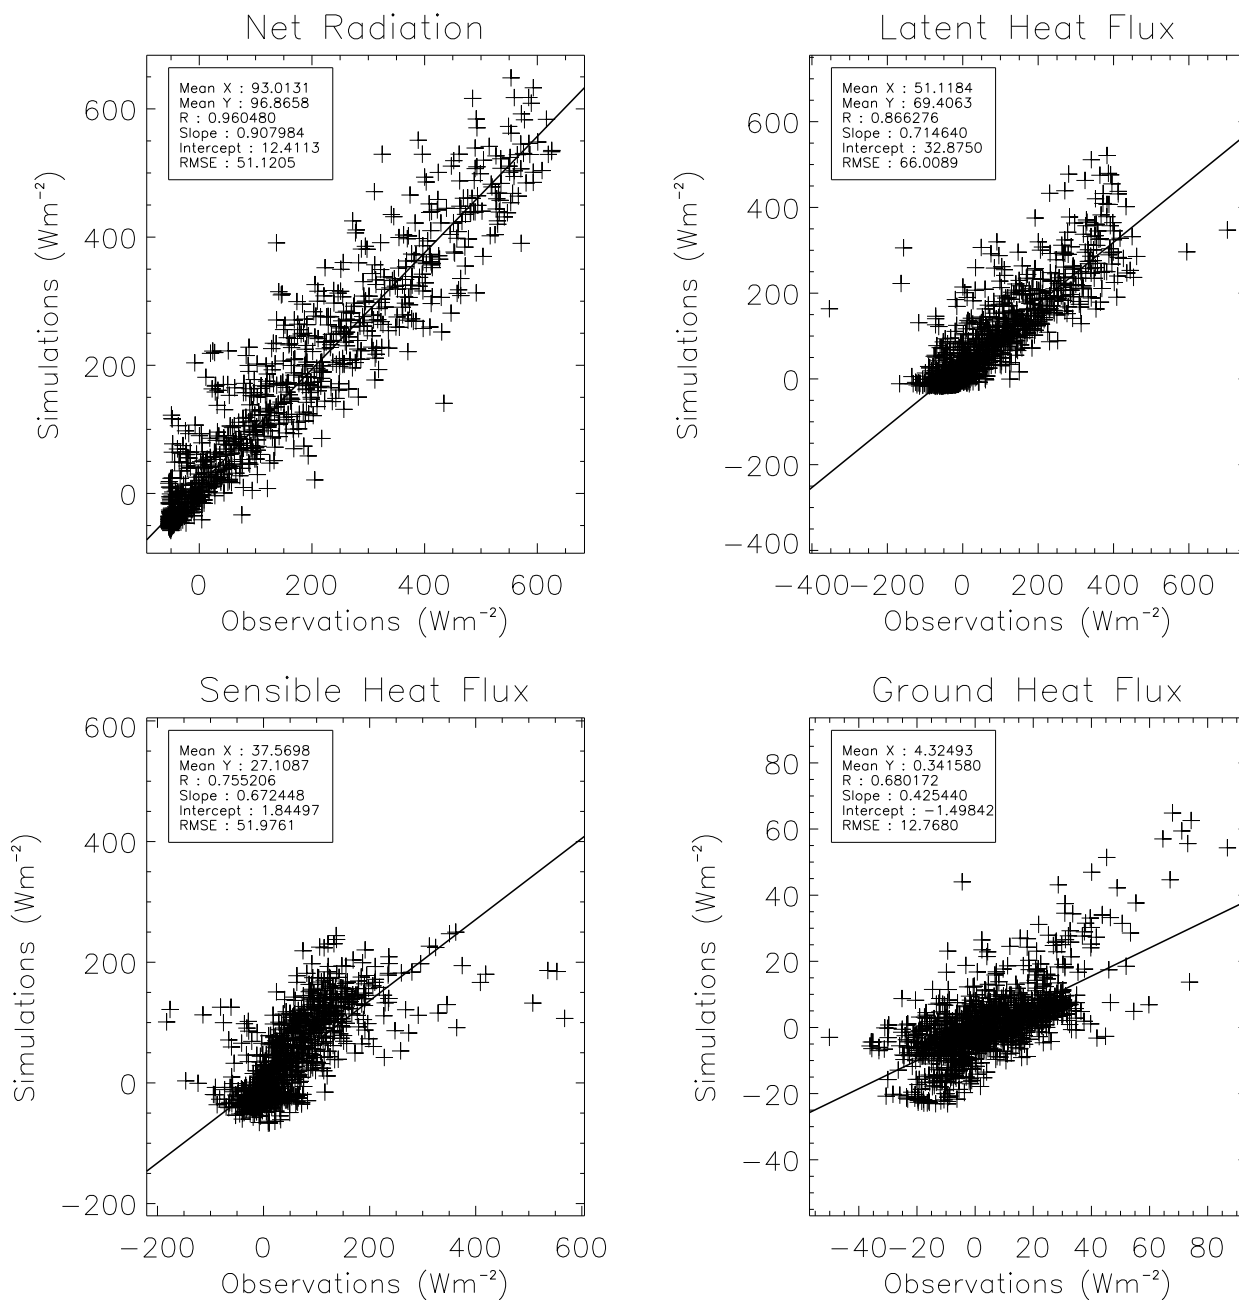 Net Radiation
Mean X : 93.0131
Mean Y : 96.8658
R : 0.960480
Slope : 0.907984
Intercept : 12.4113
RMSE : 51.1205
600
400
200
0
Simulations (Wm⁻²)
0 200 400 600
Observations (Wm⁻²)
Latent Heat Flux
Mean X : 51.1184
Mean Y : 69.4063
R : 0.866276
Slope : 0.714640
Intercept : 32.8750
RMSE : 66.0089
600
400
200
0
−200
−400
Simulations (Wm⁻²)
−400 −200 0 200 400 600
Observations (Wm⁻²)
Sensible Heat Flux
Mean X : 37.5698
Mean Y : 27.1087
R : 0.755206
Slope : 0.672448
Intercept : 1.84497
RMSE : 51.9761
600
400
200
0
−200
Simulations (Wm⁻²)
−200 0 200 400 600
Observations (Wm⁻²)
Ground Heat Flux
Mean X : 4.32493
Mean Y : 0.341580
R : 0.680172
Slope : 0.425440
Intercept : −1.49842
RMSE : 12.7680
80
60
40
20
0
−20
−40
Simulations (Wm⁻²)
−40 −20 0 20 40 60 80
Observations (Wm⁻²)